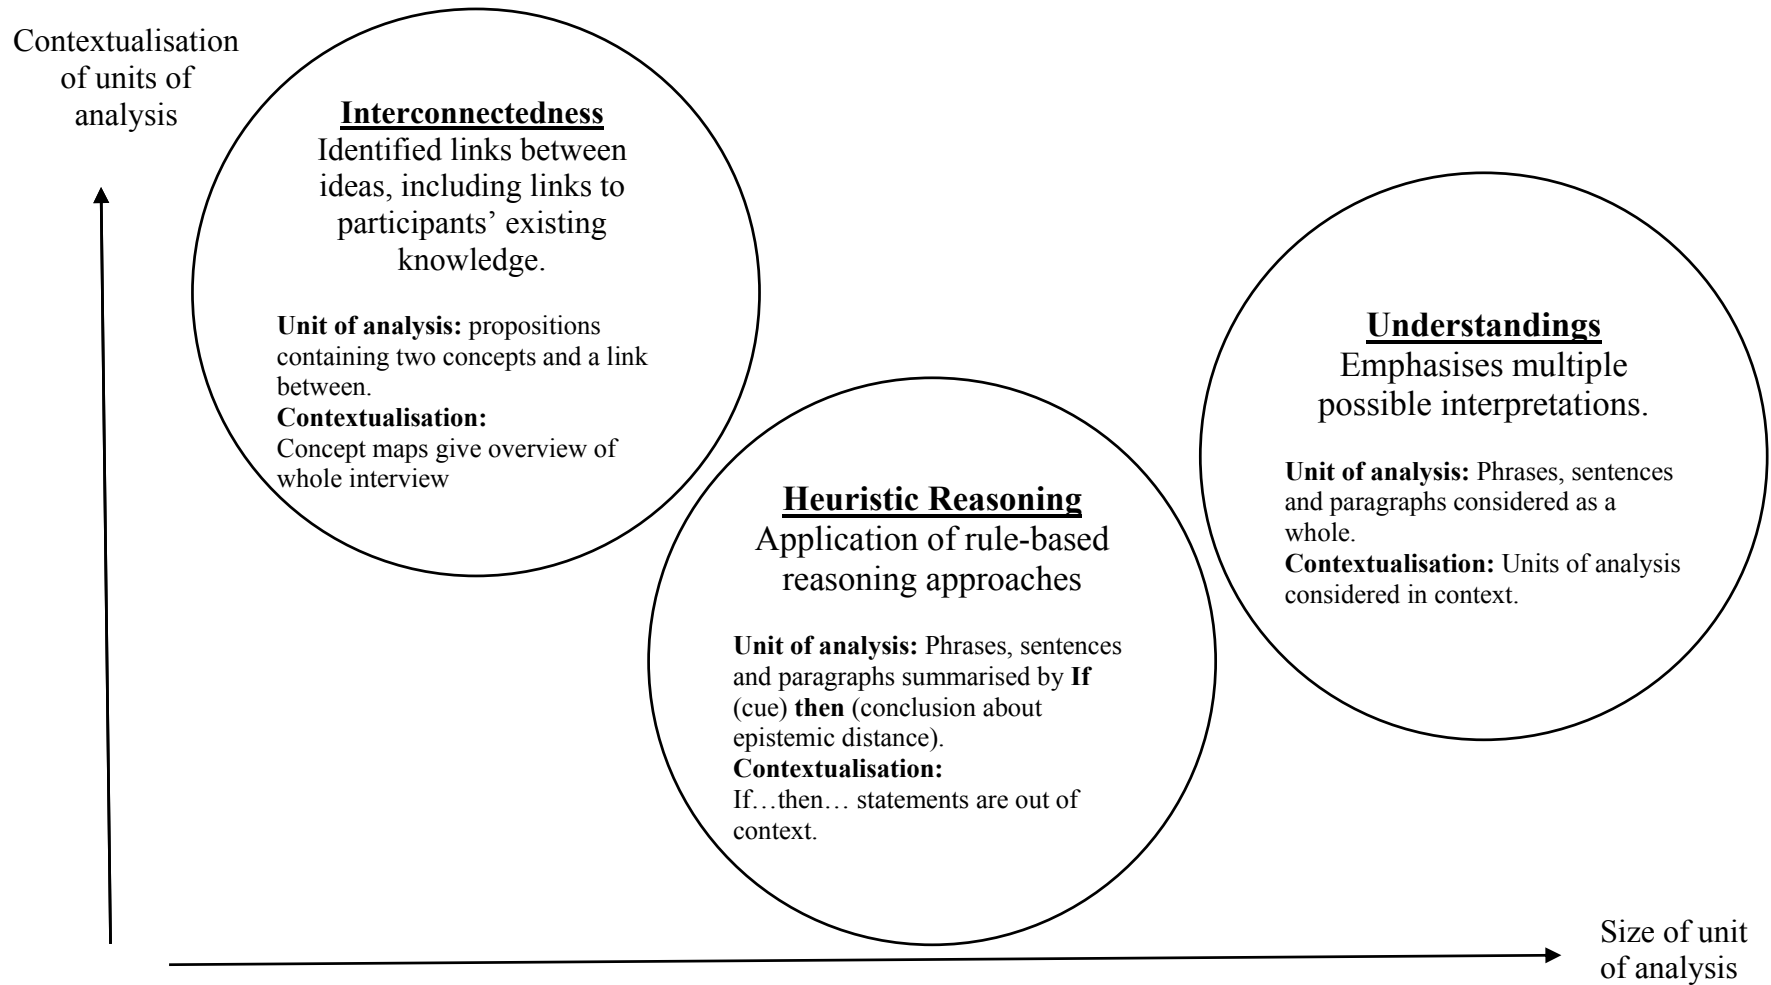 Contextualisation
of units of
analysis
Interconnectedness
Identified links between
ideas, including links to
participants’ existing
knowledge.
Unit of analysis: propositions
containing two concepts and a link
between.
Contextualisation:
Concept maps give overview of
whole interview
Heuristic Reasoning
Application of rule-based
reasoning approaches
Unit of analysis: Phrases, sentences
and paragraphs summarised by If
(cue) then (conclusion about
epistemic distance).
Contextualisation:
If…then… statements are out of
context.
Understandings
Emphasises multiple
possible interpretations.
Unit of analysis: Phrases, sentences
and paragraphs considered as a
whole.
Contextualisation: Units of analysis
considered in context.
Size of unit
of analysis